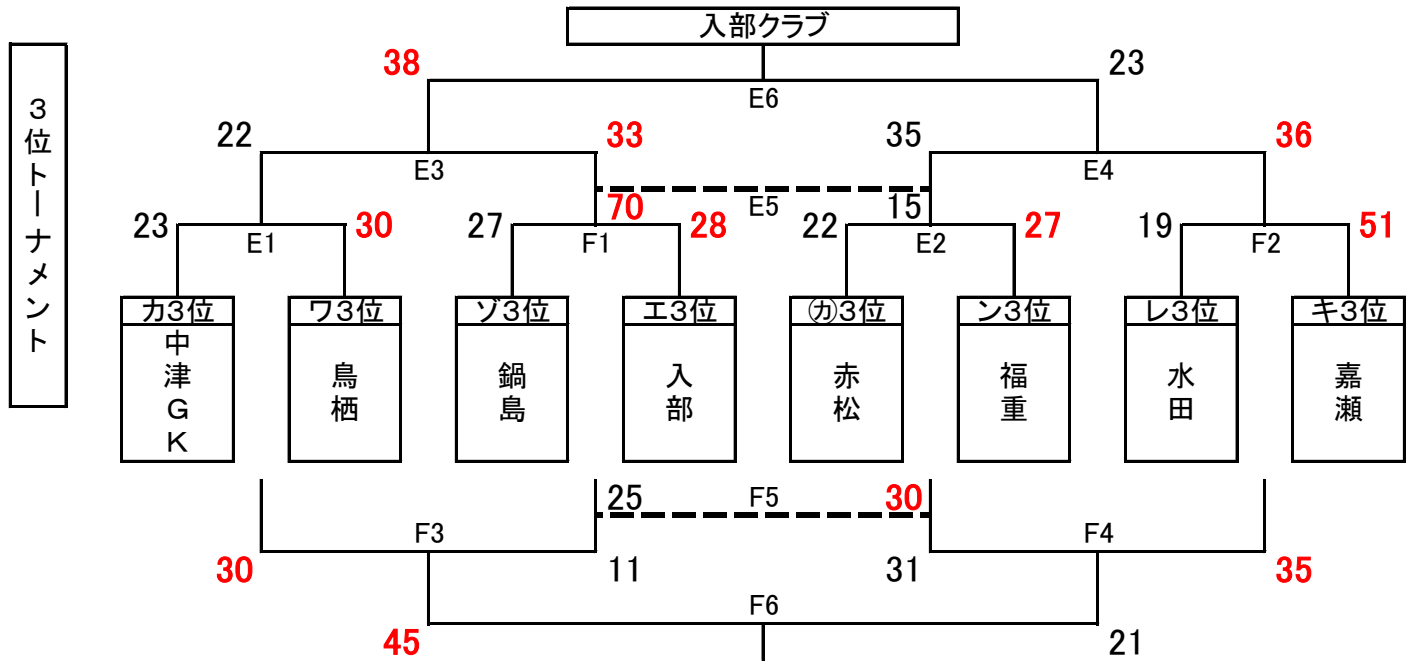 入部クラブ
38
23
E6
3位トーナメント
22
33
35
36
E3
E4
E5
70
15
23
30
27
28
22
27
19
51
E1
F1
E2
F2
カ3位
ワ3位
ゾ3位
エ3位
㋕3位
ン3位
レ3位
キ3位
中津GK
鳥栖
鍋島
入部
赤松
福重
水田
嘉瀬
25
F5
30
F3
F4
30
11
31
35
F6
45
21